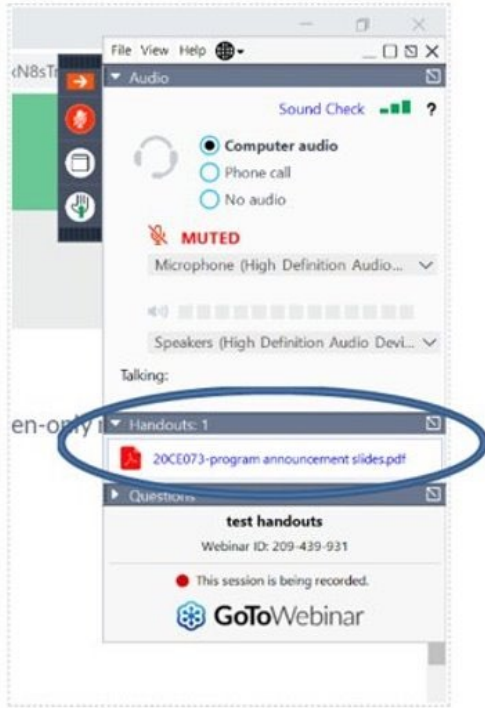 File View Help
Audio
Sound Check ?
Computer audio
Phone call
No audio
MUTED
Microphone (High Definition Audio...
Speakers (High Definition Audio Devi...
Talking:
Handouts: 1
20CE073-program announcement slides.pdf
Questions
test handouts
Webinar ID: 209-439-931
This session is being recorded.
GoToWebinar